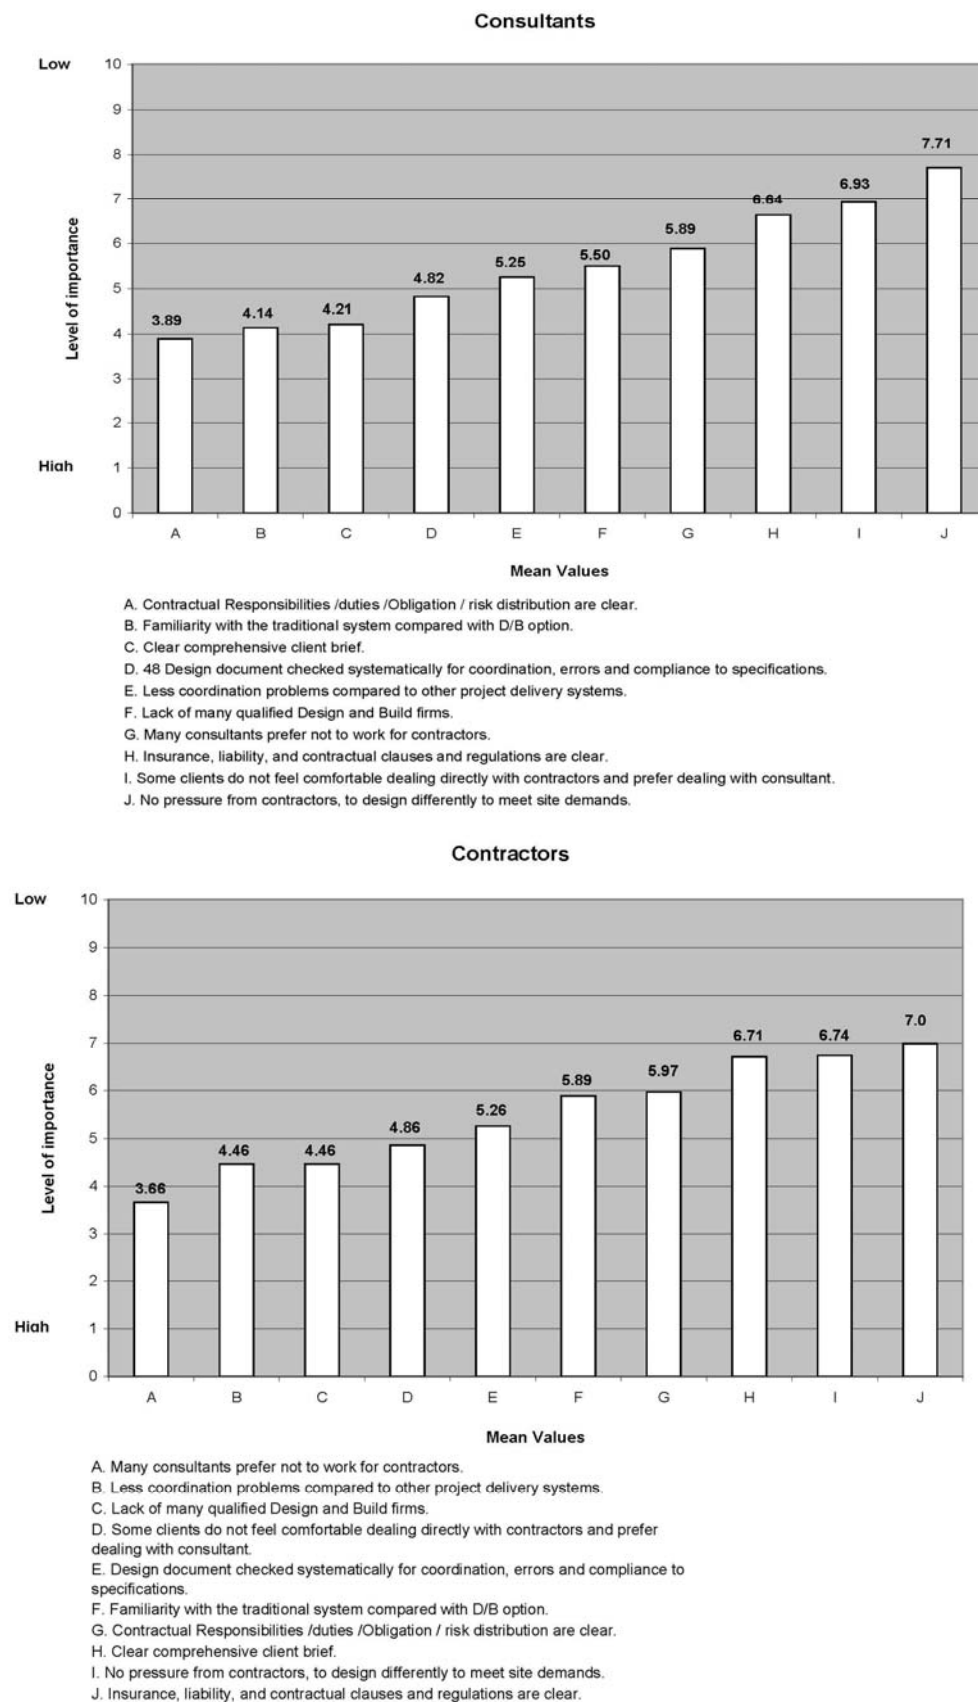 Consultants
Low
10
9
8
7
6
5
4
3
2
1
0
High
Level of importance
3.89
4.14
4.21
4.82
5.25
5.50
5.89
6.64
6.93
7.71
A B C D E F G H I J
Mean Values
A. Contractual Responsibilities /duties /Obligation / risk distribution are clear.
B. Familiarity with the traditional system compared with D/B option.
C. Clear comprehensive client brief.
D. 48 Design document checked systematically for coordination, errors and compliance to specifications.
E. Less coordination problems compared to other project delivery systems.
F. Lack of many qualified Design and Build firms.
G. Many consultants prefer not to work for contractors.
H. Insurance, liability, and contractual clauses and regulations are clear.
I. Some clients do not feel comfortable dealing directly with contractors and prefer dealing with consultant.
J. No pressure from contractors, to design differently to meet site demands.
Contractors
Low
10
9
8
7
6
5
4
3
2
1
0
High
Level of importance
3.66
4.46
4.46
4.86
5.26
5.89
5.97
6.71
6.74
7.0
A B C D E F G H I J
Mean Values
A. Many consultants prefer not to work for contractors.
B. Less coordination problems compared to other project delivery systems.
C. Lack of many qualified Design and Build firms.
D. Some clients do not feel comfortable dealing directly with contractors and prefer
dealing with consultant.
E. Design document checked systematically for coordination, errors and compliance to
specifications.
F. Familiarity with the traditional system compared with D/B option.
G. Contractual Responsibilities /duties /Obligation / risk distribution are clear.
H. Clear comprehensive client brief.
I. No pressure from contractors, to design differently to meet site demands.
J. Insurance, liability, and contractual clauses and regulations are clear.